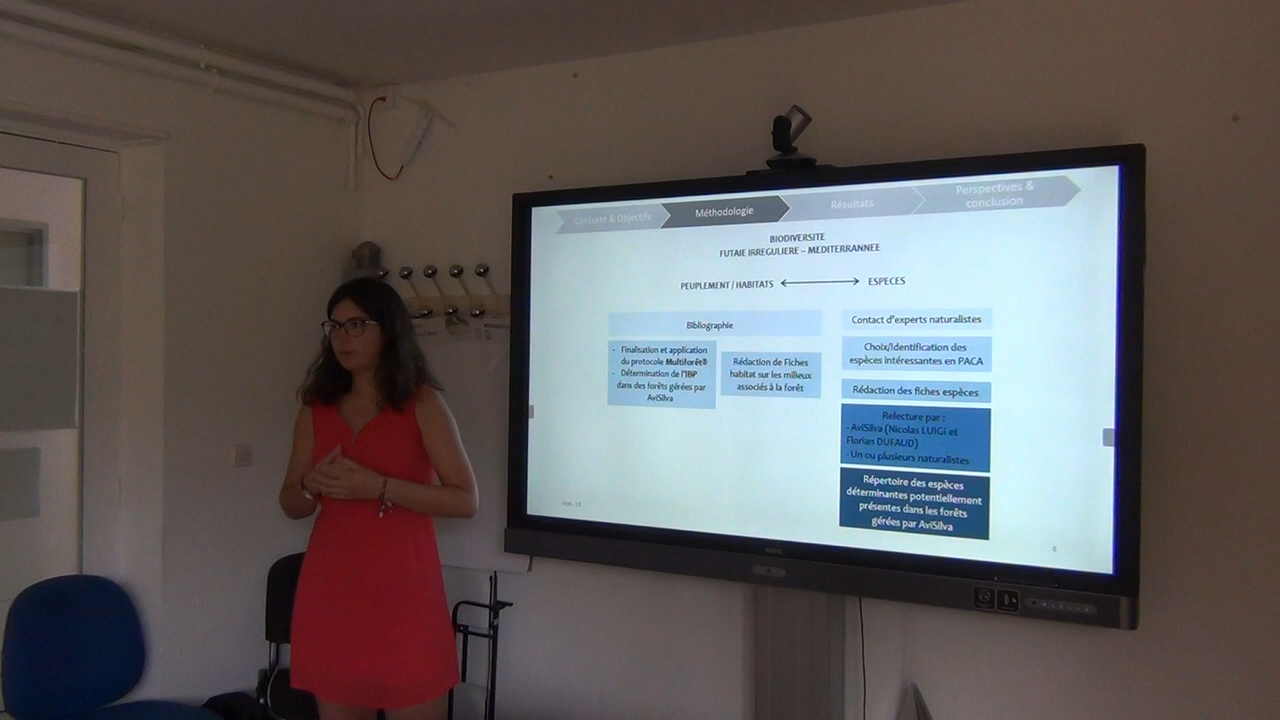 Contexte & Objectifs
Méthodologie
Résultats
Perspectives &
conclusion
BIODIVERSITE
FUTAIE IRREGULIERE – MEDITERRANNEE
PEUPLEMENT / HABITATS
ESPECES
Bibliographie
- Finalisation et application
du protocole Multiforêt®
- Détermination de l'IBP
dans des forêts gérées par
AviSilva
Rédaction de Fiches
habitat sur les milieux
associés à la forêt
Contact d'experts naturalistes
Choix/Identification des
espèces intéressantes en PACA
Rédaction des fiches espèces
Relecture par :
- AviSilva (Nicolas LUIGI et
Florian DUFAUD)
- Un ou plusieurs naturalistes
Répertoire des espèces
déterminantes potentiellement
présentes dans les forêts
gérées par AviSilva